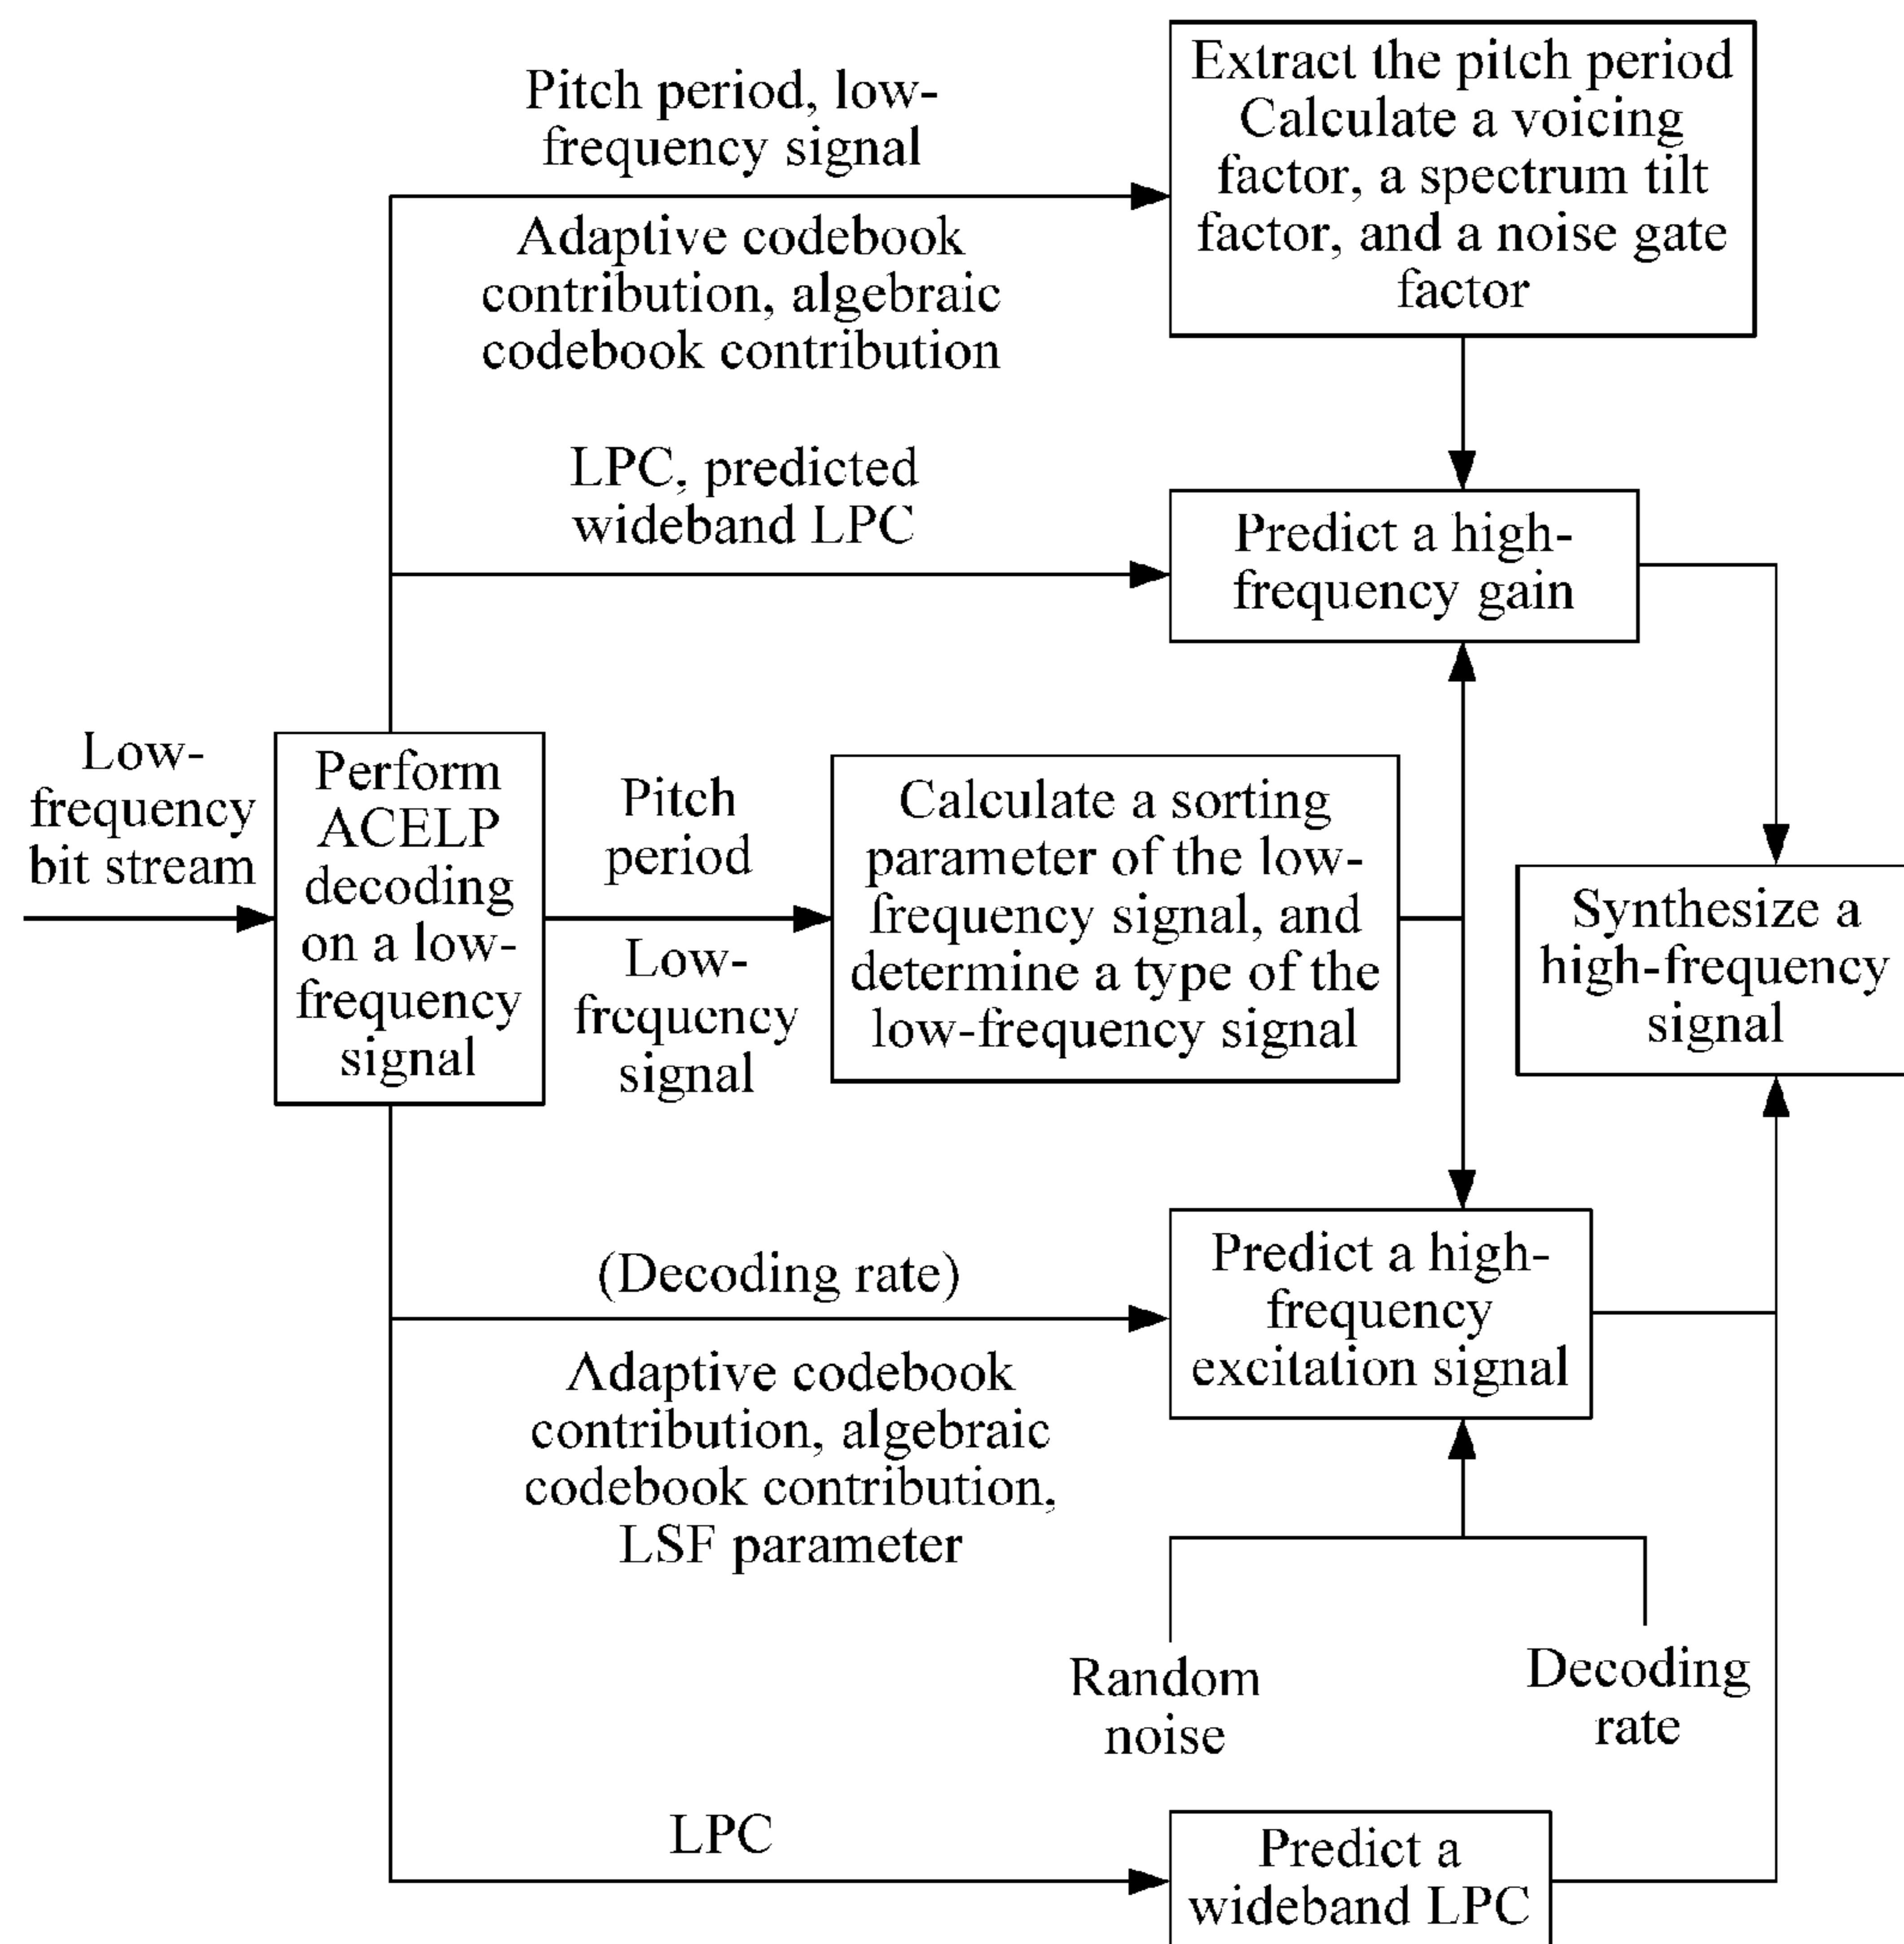 Pitch period, low-
frequency signal
Adaptive codebook
contribution, algebraic
codebook contribution
Extract the pitch period
Calculate a voicing
factor, a spectrum tilt
factor, and a noise gate
factor
LPC, predicted
wideband LPC
Predict a high-
frequency gain
Low-
frequency
bit stream
Perform
ACELP
decoding
on a low-
frequency
signal
Pitch
period
Low-
frequency
signal
Calculate a sorting
parameter of the low-
frequency signal, and
determine a type of the
low-frequency signal
Synthesize a
high-frequency
signal
(Decoding rate)
Adaptive codebook
contribution, algebraic
codebook contribution,
LSF parameter
Predict a high-
frequency
excitation signal
Random
noise
Decoding
rate
LPC
Predict a
wideband LPC